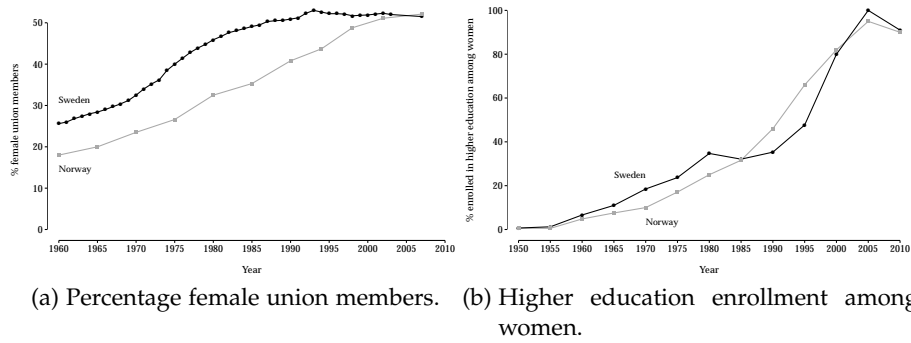 % female union members
50
40
30
20
10
0
Sweden
Norway
1960 1965 1970 1975 1980 1985 1990 1995 2000 2005 2010
Year
(a) Percentage female union members.
% enrolled in higher education among women
100
80
60
40
20
0
Sweden
Norway
1950 1955 1960 1965 1970 1975 1980 1985 1990 1995 2000 2005 2010
Year
(b) Higher education enrollment among
women.